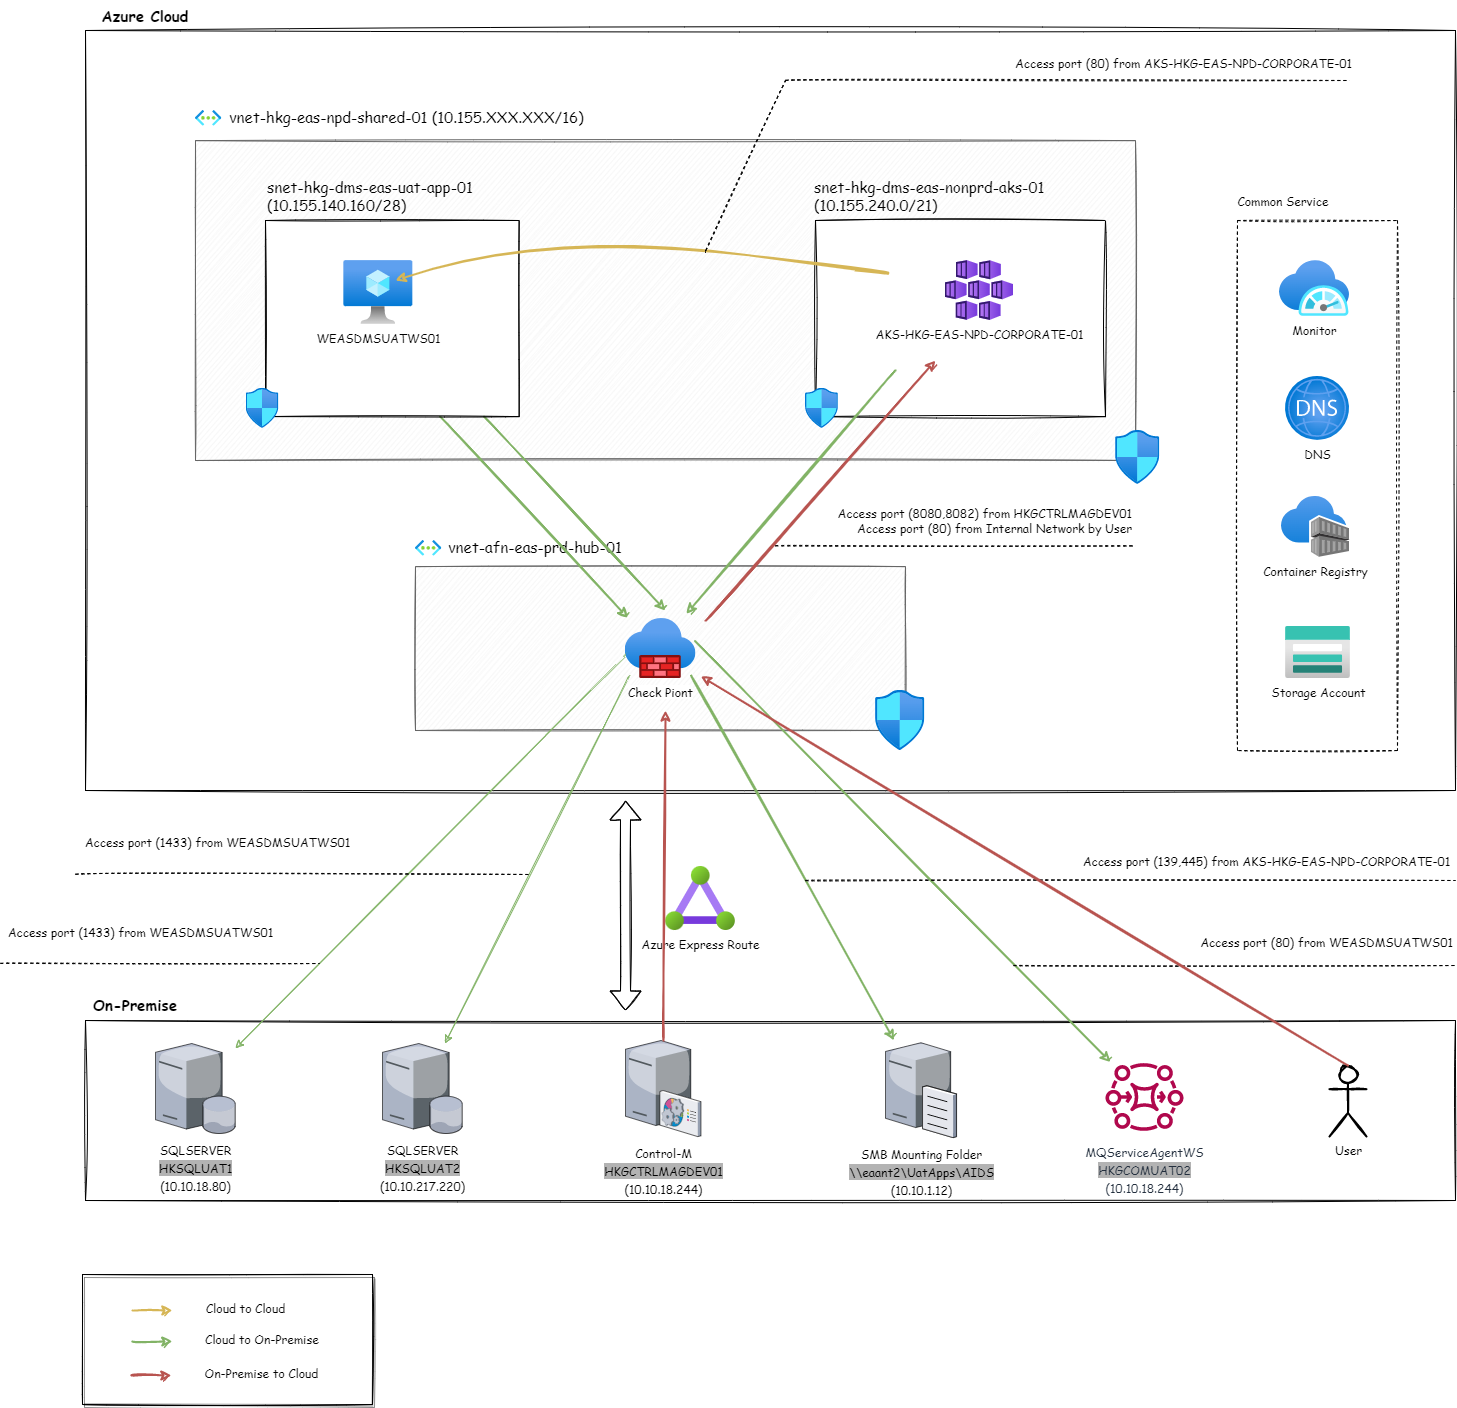 Azure Cloud
Access port (80) from AKS-HKG-EAS-NPD-CORPORATE-01
vnet-hkg-eas-npd-shared-01 (10.155.XXX.XXX/16)
snet-hkg-dms-eas-uat-app-01
(10.155.140.160/28)
snet-hkg-dms-eas-nonprd-aks-01
(10.155.240.0/21)
Common Service
WEASDMSUATWS01
AKS-HKG-EAS-NPD-CORPORATE-01
Monitor
DNS
DNS
Access port (8080,8082) from HKGCTRLMAGDEV01
Access port (80) from Internal Network by User
vnet-afn-eas-prd-hub-01
Container Registry
Check Piont
Storage Account
Access port (1433) from WEASDMSUATWS01
Access port (139,445) from AKS-HKG-EAS-NPD-CORPORATE-01
Access port (1433) from WEASDMSUATWS01
Azure Express Route
Access port (80) from WEASDMSUATWS01
On-Premise
SQLSERVER
HKSQLUAT1
(10.10.18.80)
SQLSERVER
HKSQLUAT2
(10.10.217.220)
Control-M
HKGCTRLMAGDEV01
(10.10.18.244)
SMB Mounting Folder
\\eaant2\UatApps\AIDS
(10.10.1.12)
MQServiceAgentWS
HKGCOMUAT02
(10.10.18.244)
User
Cloud to Cloud
Cloud to On-Premise
On-Premise to Cloud